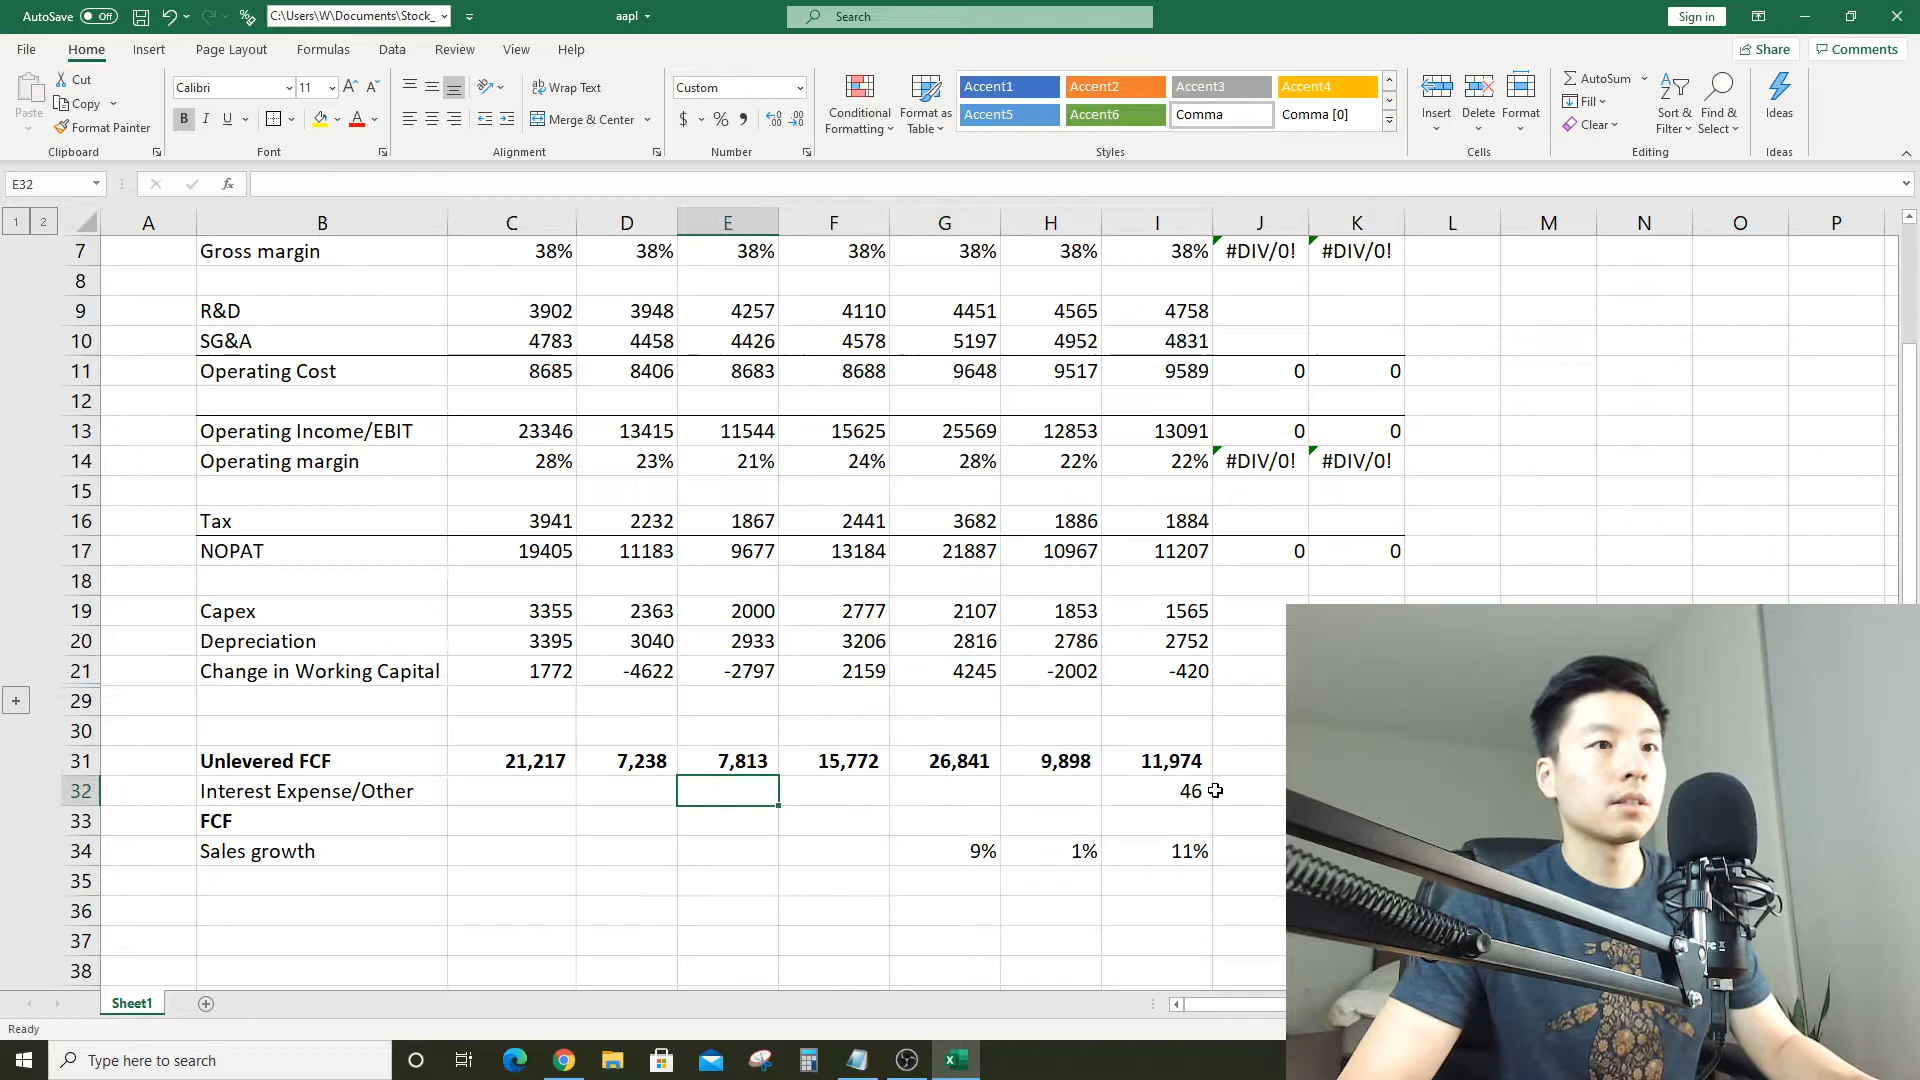 AutoSave Off C:\Users\W\Documents\Stock_ aapl Search Sign in
File Home Insert Page Layout Formulas Data Review View Help Share Comments
Paste Cut Copy Format Painter Clipboard
Calibri 11 A A B I U A Font
Wrap Text Merge & Center Alignment
Custom $ % Number
Conditional Formatting Format as Table
Accent1 Accent2 Accent3 Accent4
Accent5 Accent6 Comma Comma [0]
Styles
Insert Delete Format Cells
AutoSum Fill Clear Sort & Filter Find & Select Editing
Ideas Ideas
E32 fx
1 2 A B C D E F G H I J K L M N O P
7 Gross margin 38% 38% 38% 38% 38% 38% 38% #DIV/0! #DIV/0!
8
9 R&D 3902 3948 4257 4110 4451 4565 4758
10 SG&A 4783 4458 4426 4578 5197 4952 4831
11 Operating Cost 8685 8406 8683 8688 9648 9517 9589 0 0
12
13 Operating Income/EBIT 23346 13415 11544 15625 25569 12853 13091 0 0
14 Operating margin 28% 23% 21% 24% 28% 22% 22% #DIV/0! #DIV/0!
15
16 Tax 3941 2232 1867 2441 3682 1886 1884
17 NOPAT 19405 11183 9677 13184 21887 10967 11207 0 0
18
19 Capex 3355 2363 2000 2777 2107 1853 1565
20 Depreciation 3395 3040 2933 3206 2816 2786 2752
21 Change in Working Capital 1772 -4622 -2797 2159 4245 -2002 -420
29
30
31 Unlevered FCF 21,217 7,238 7,813 15,772 26,841 9,898 11,974
32 Interest Expense/Other 46
33 FCF
34 Sales growth 9% 1% 11%
35
36
37
38
Sheet1
Ready
Type here to search